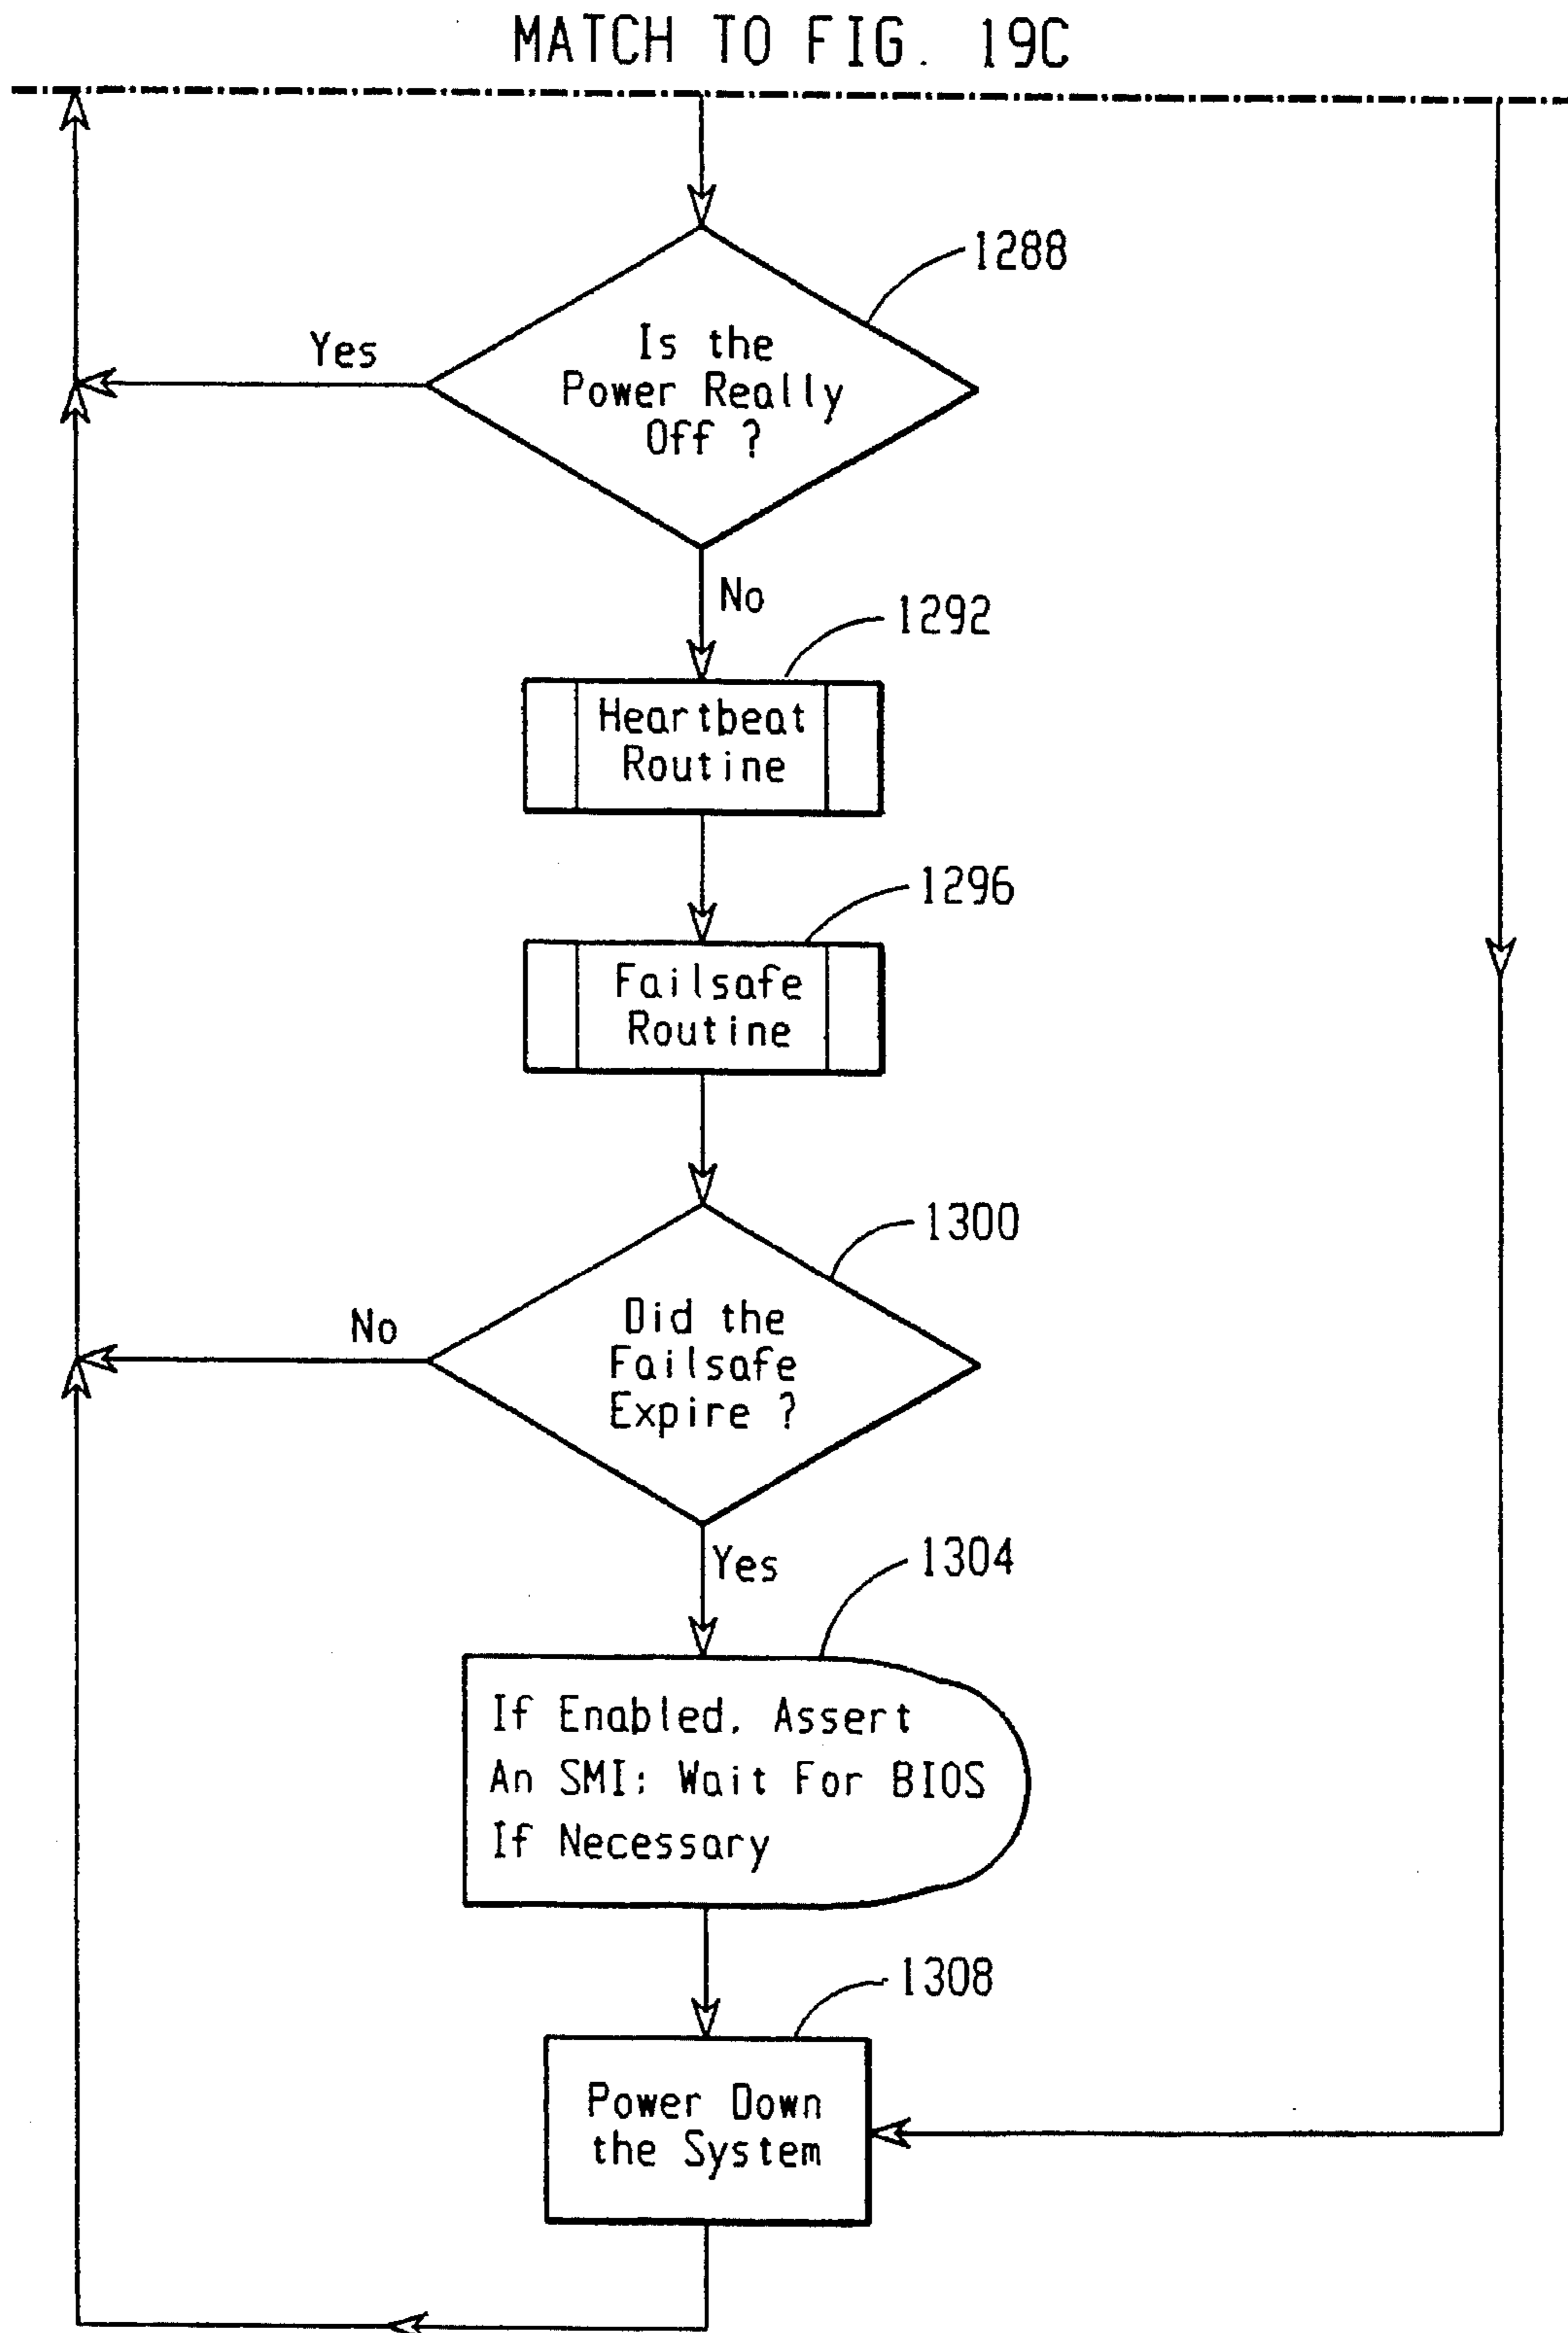 MATCH TO FIG. 19C
1288
Is the
Power Really
Off ?
Yes
No
1292
Heartbeat
Routine
1296
Failsafe
Routine
1300
Did the
Failsafe
Expire ?
No
Yes
1304
If Enabled, Assert
An SMI; Wait For BIOS
If Necessary
1308
Power Down
the System